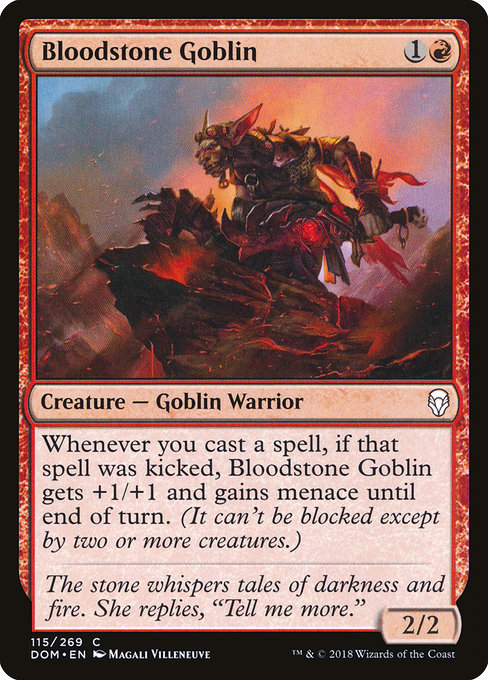 Bloodstone Goblin 1
Creature — Goblin Warrior
Whenever you cast a spell, if that
spell was kicked, Bloodstone Goblin
gets +1/+1 and gains menace until
end of turn. (It can't be blocked except
by two or more creatures.)
The stone whispers tales of darkness and
fire. She replies, “Tell me more.”
2/2
115/269 C
DOM • EN Magali Villeneuve
™ & © 2018 Wizards of the Coast